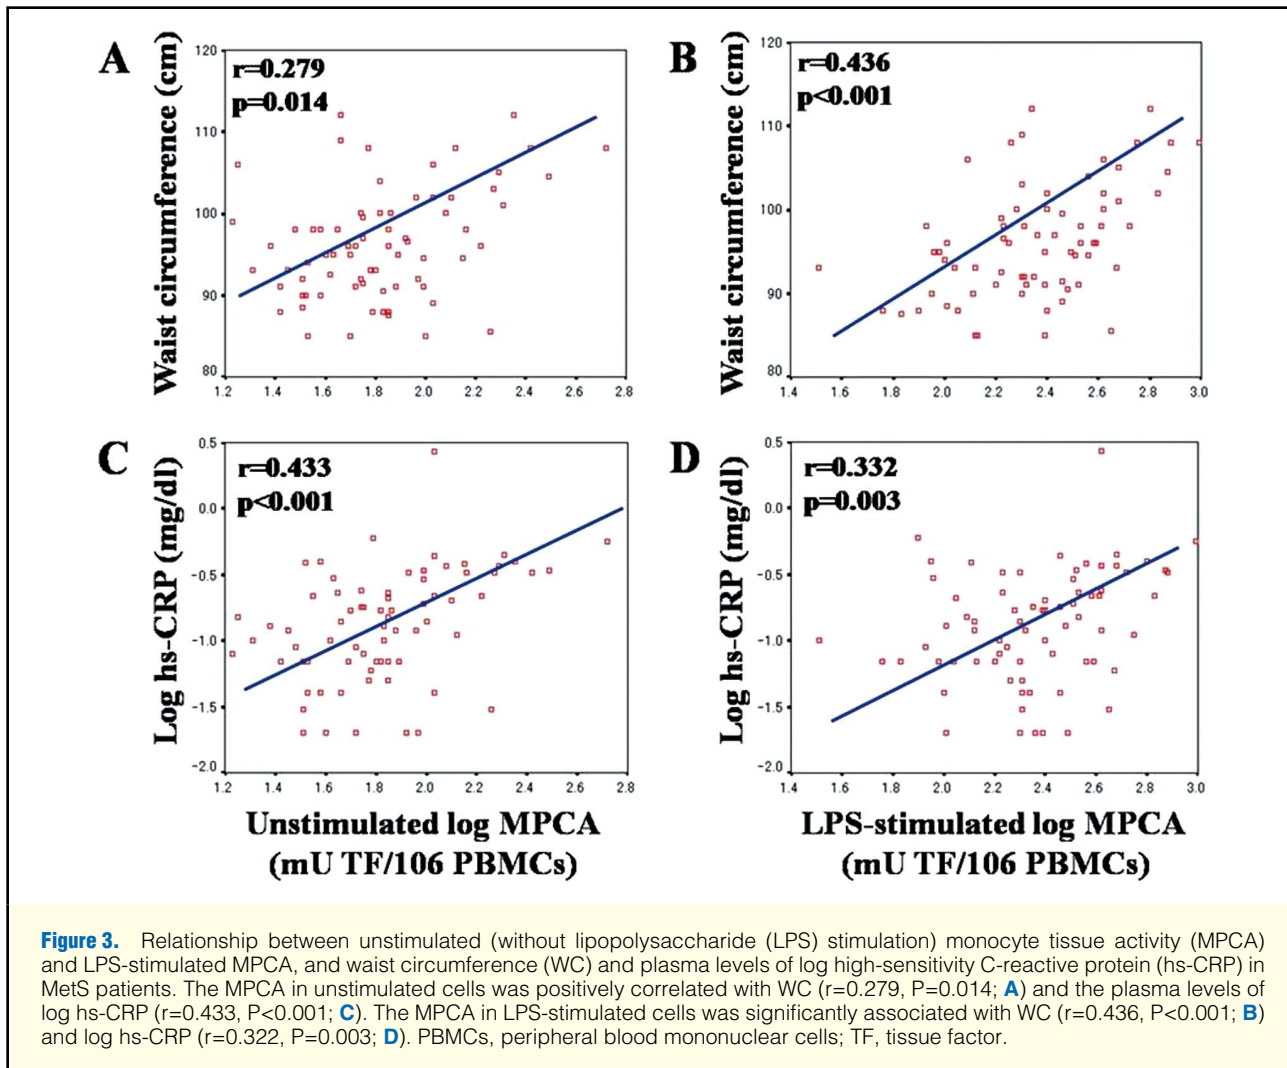 A
Waist circumference (cm)
r=0.279
p=0.014
120
110
100
90
80
1.2 1.4 1.6 1.8 2.0 2.2 2.4 2.6 2.8
B
Waist circumference (cm)
r=0.436
p<0.001
120
110
100
90
80
1.4 1.6 1.8 2.0 2.2 2.4 2.6 2.8 3.0
C
Log hs-CRP (mg/dl)
r=0.433
p<0.001
0.5
0.0
-0.5
-1.0
-1.5
-2.0
1.2 1.4 1.6 1.8 2.0 2.2 2.4 2.6 2.8
Unstimulated log MPCA
(mU TF/106 PBMCs)
D
Log hs-CRP (mg/dl)
r=0.332
p=0.003
0.5
0.0
-0.5
-1.0
-1.5
-2.0
1.4 1.6 1.8 2.0 2.2 2.4 2.6 2.8 3.0
LPS-stimulated log MPCA
(mU TF/106 PBMCs)
Figure 3. Relationship between unstimulated (without lipopolysaccharide (LPS) stimulation) monocyte tissue activity (MPCA)
and LPS-stimulated MPCA, and waist circumference (WC) and plasma levels of log high-sensitivity C-reactive protein (hs-CRP) in
MetS patients. The MPCA in unstimulated cells was positively correlated with WC (r=0.279, P=0.014; A) and the plasma levels of
log hs-CRP (r=0.433, P<0.001; C). The MPCA in LPS-stimulated cells was significantly associated with WC (r=0.436, P<0.001; B)
and log hs-CRP (r=0.322, P=0.003; D). PBMCs, peripheral blood mononuclear cells; TF, tissue factor.